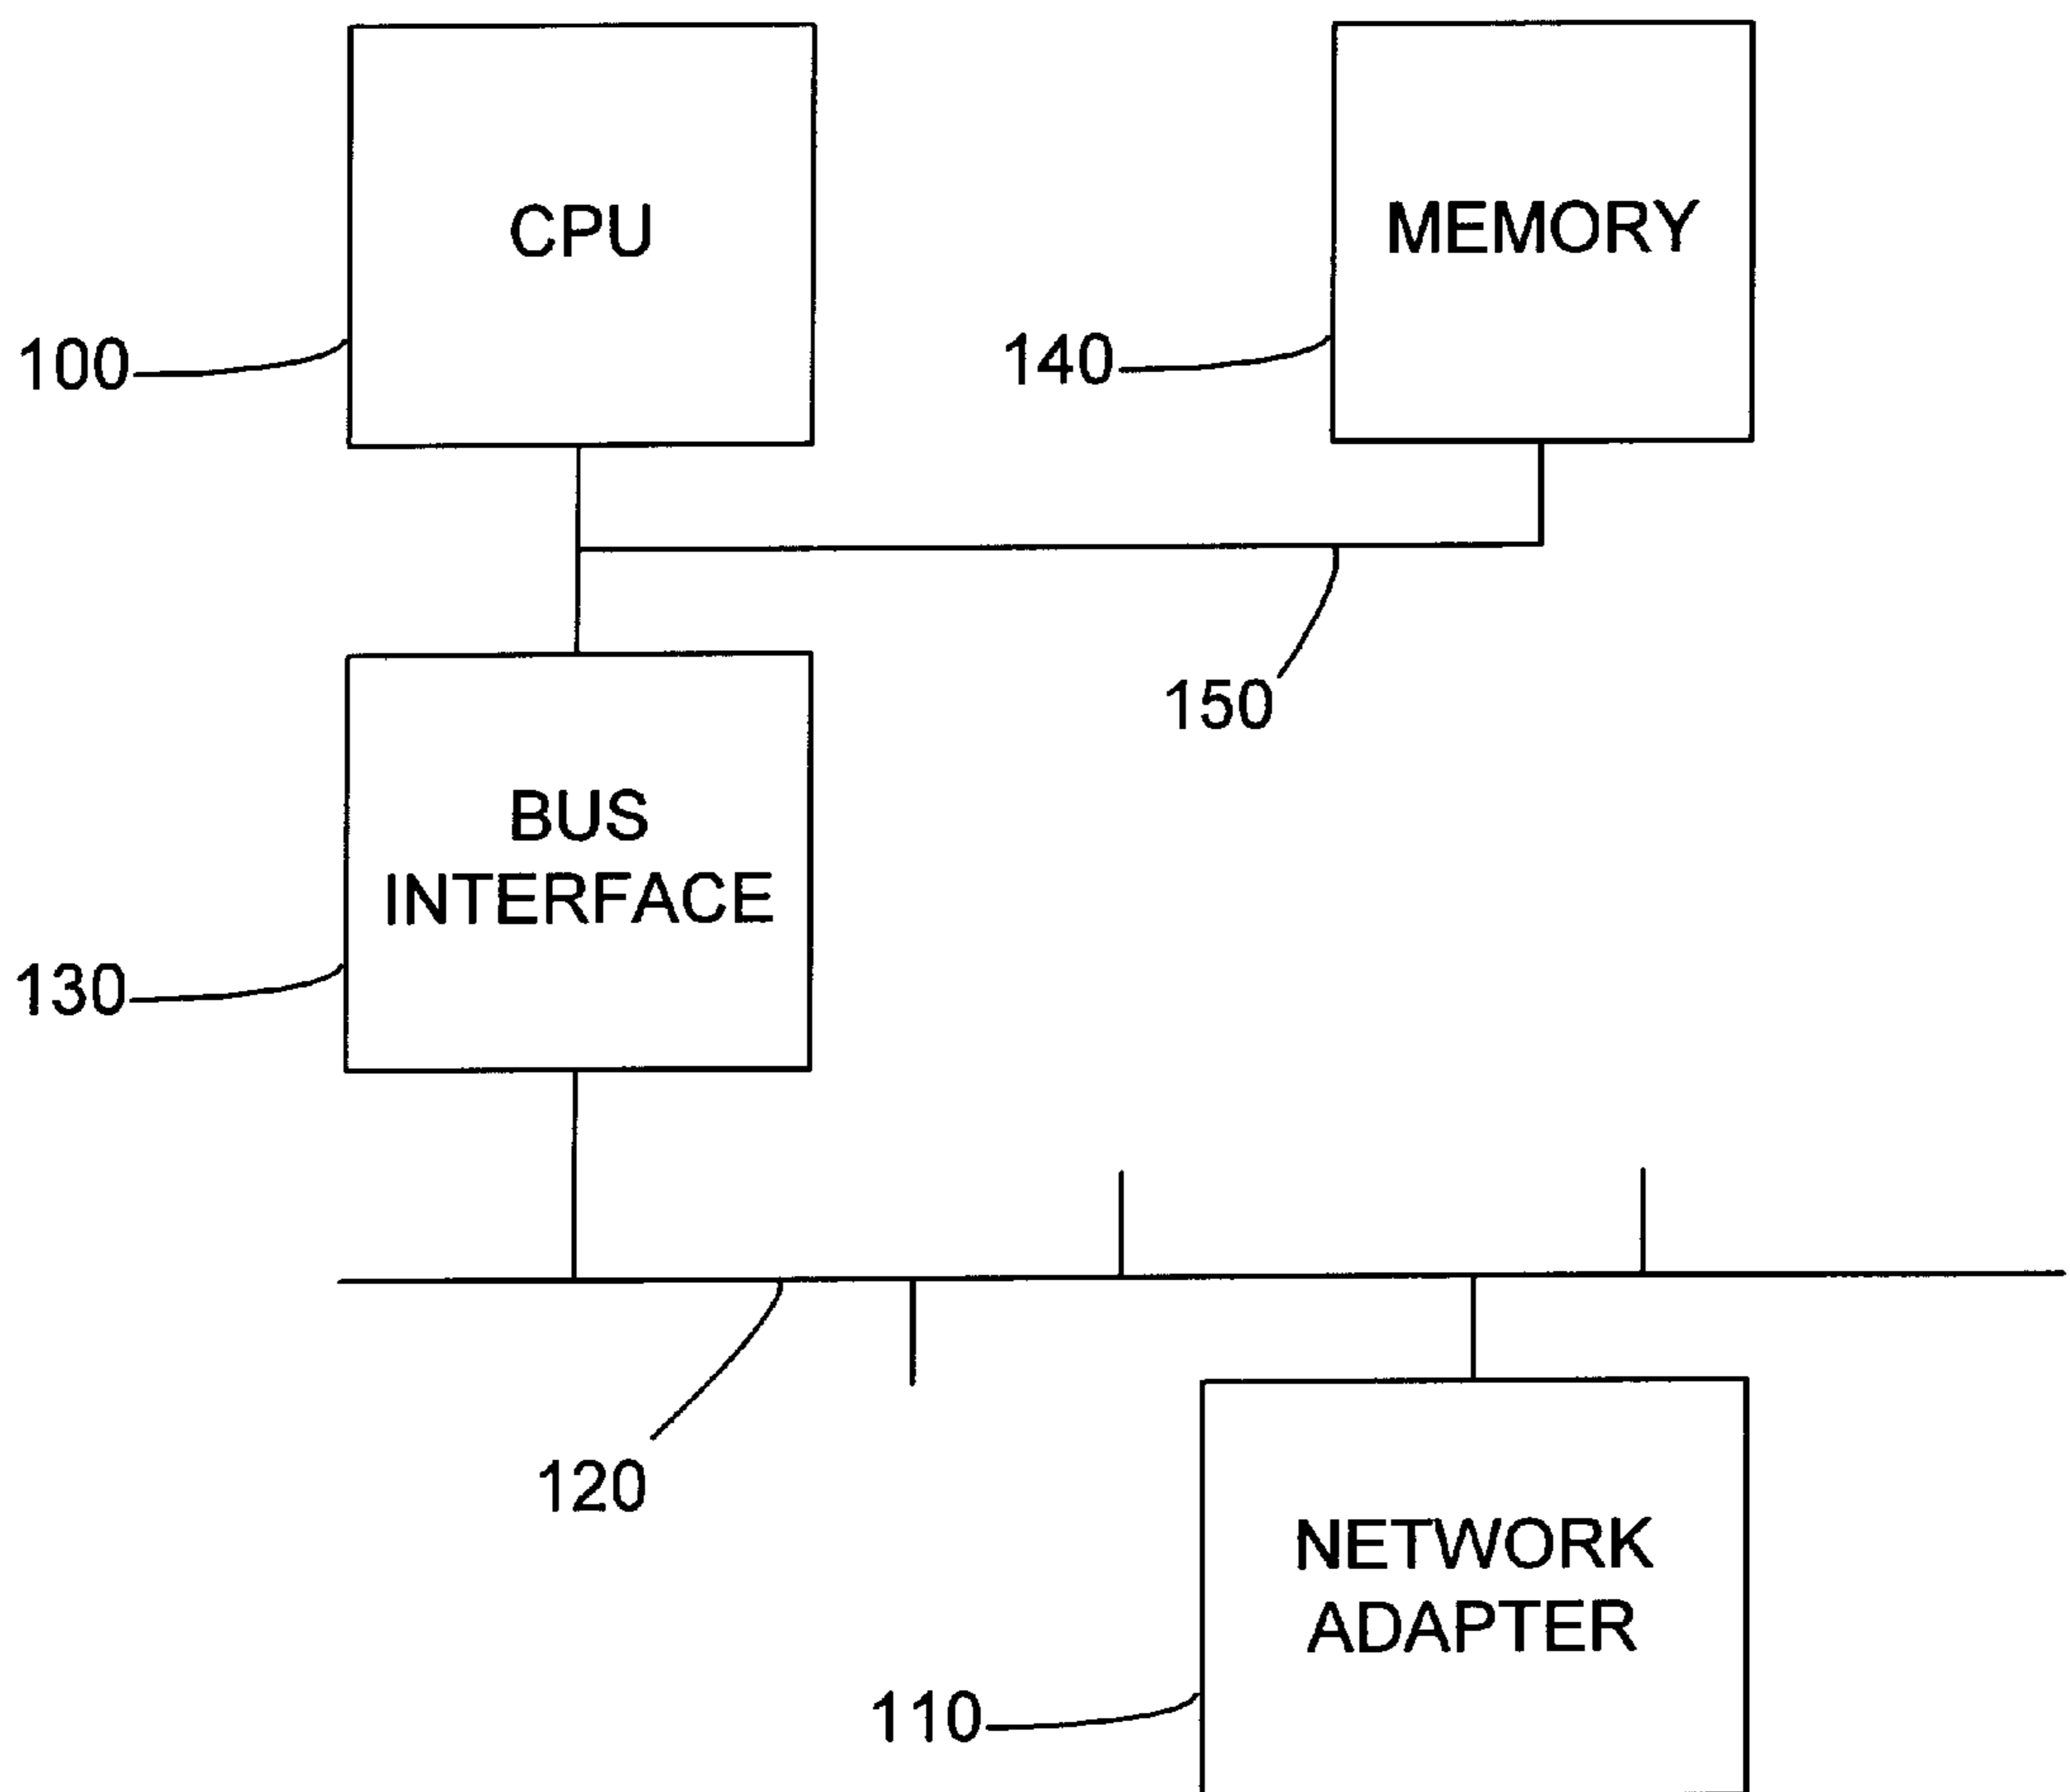 CPU
MEMORY
100
140
150
BUS
INTERFACE
130
120
NETWORK
ADAPTER
110